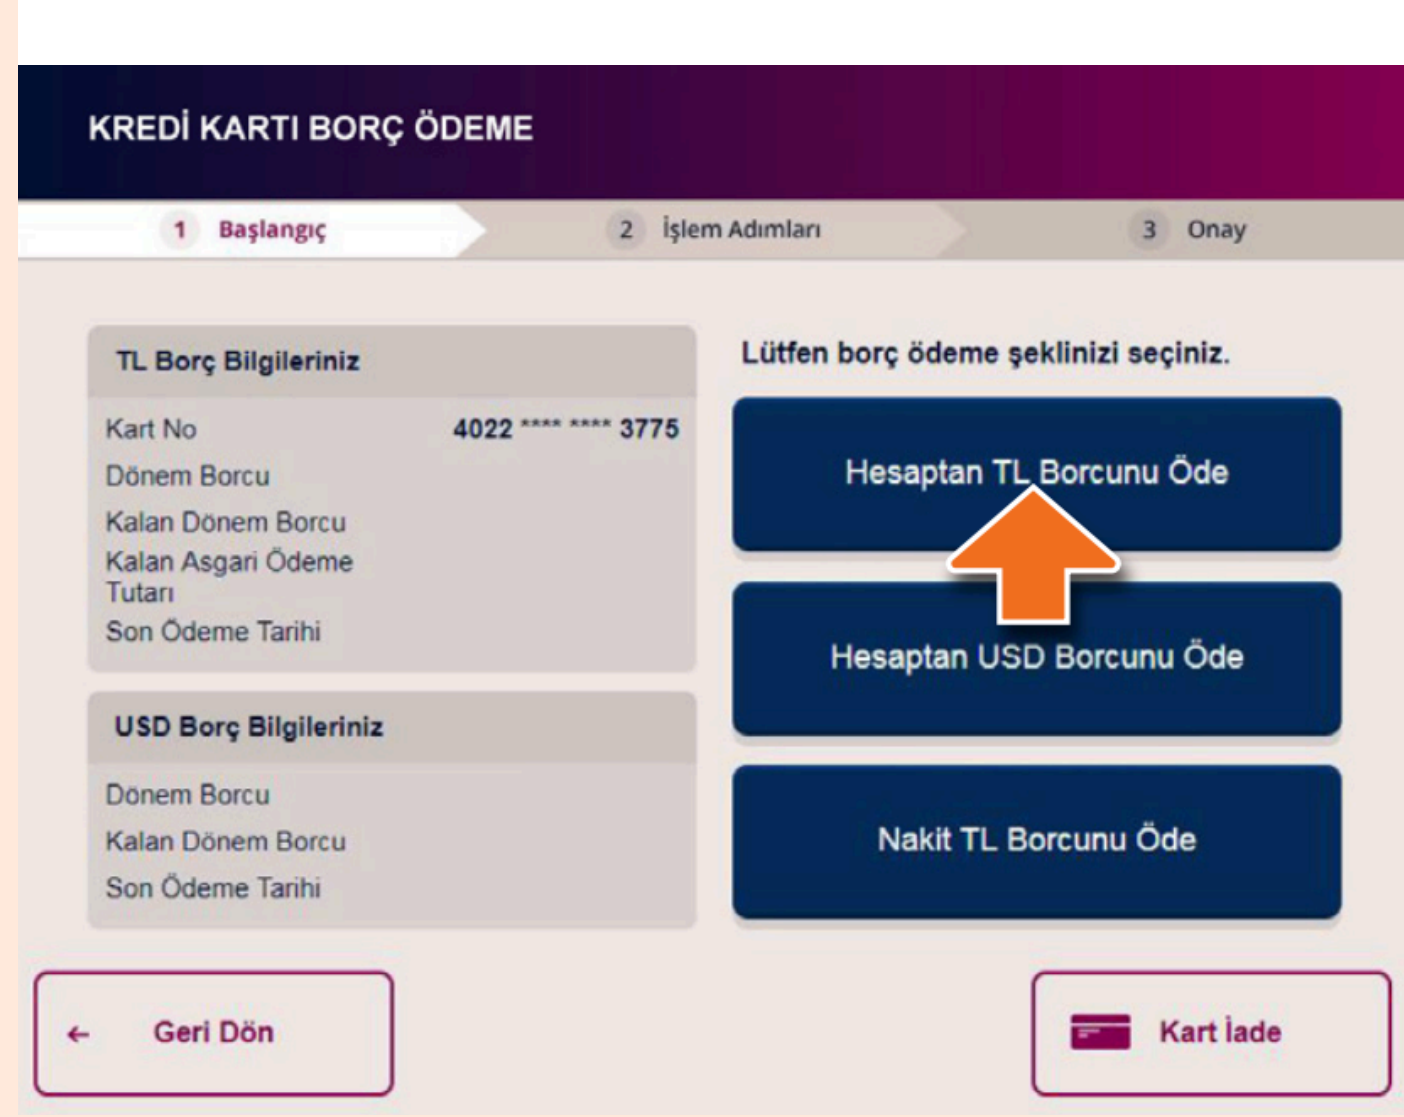 KREDİ KARTI BORÇ ÖDEME
1 Başlangıç
2 İşlem Adımları
3 Onay
TL Borç Bilgileriniz
Kart No 4022 **** **** 3775
Dönem Borcu
Kalan Dönem Borcu
Kalan Asgari Ödeme
Tutarı
Son Ödeme Tarihi
USD Borç Bilgileriniz
Dönem Borcu
Kalan Dönem Borcu
Son Ödeme Tarihi
Lütfen borç ödeme şeklinizi seçiniz.
Hesaptan TL Borcunu Öde
Hesaptan USD Borcunu Öde
Nakit TL Borcunu Öde
Geri Dön
Kart İade